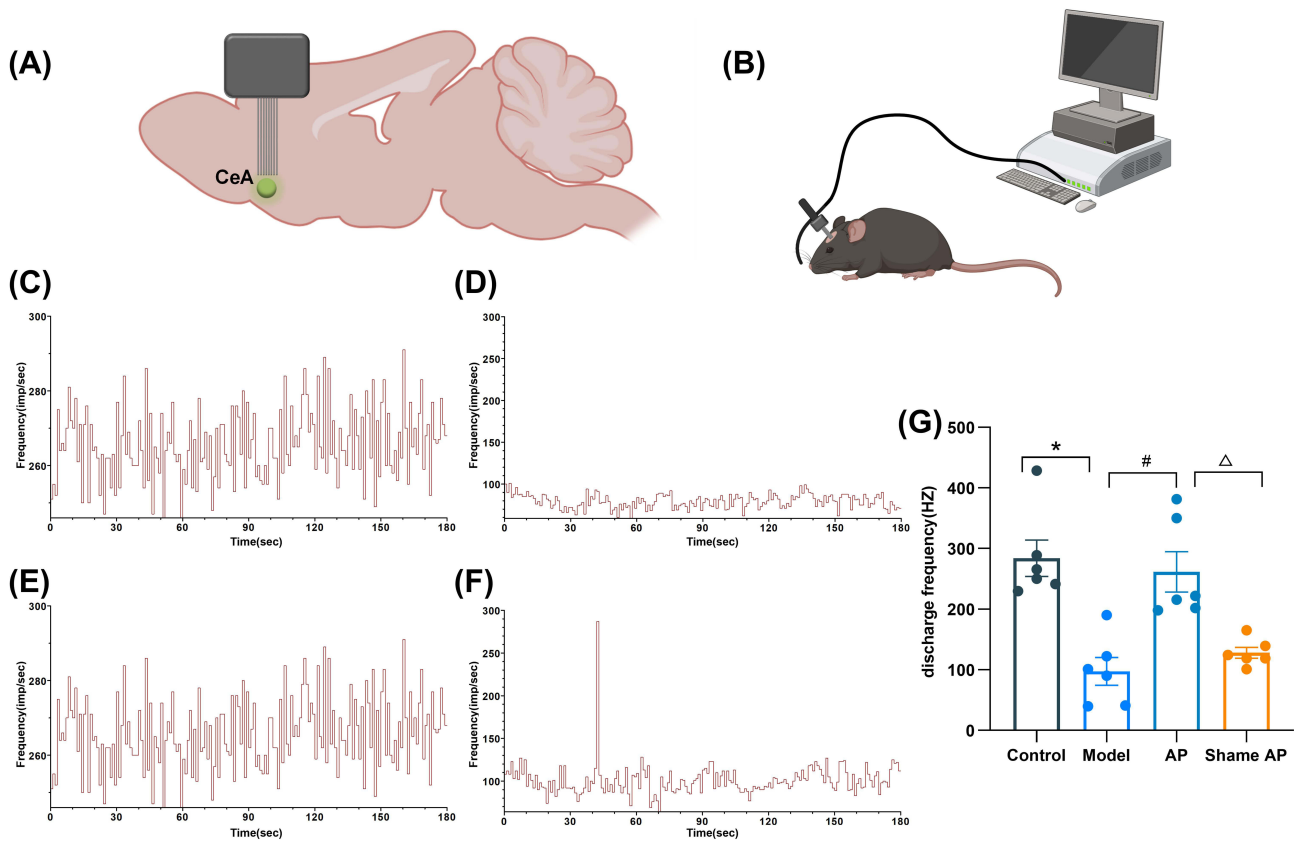 (A)
CeA
(B)
(C)
Frequency(imp/sec)
300
280
260
0
30
60
90
120
150
180
Time(sec)
(D)
Frequency(imp/sec)
300
250
200
150
100
0
30
60
90
120
150
180
Time(sec)
(E)
Frequency(imp/sec)
300
280
260
0
30
60
90
120
150
180
Time(sec)
(F)
Frequency(imp/sec)
300
250
200
150
100
0
30
60
90
120
150
180
Time(sec)
(G)
discharge frequency(HZ)
500
400
300
200
100
0
*
#
△
Control
Model
AP
Shame AP